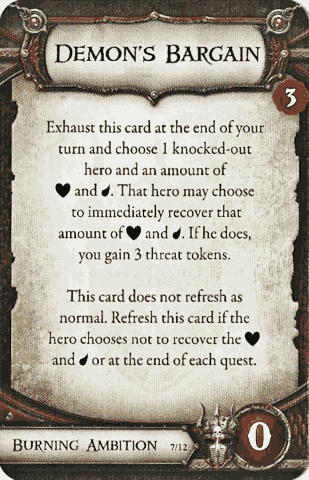 DEMON'S BARGAIN
3
Exhaust this card at the end of your
turn and choose 1 knocked-out
hero and an amount of
♥ and 💧. That hero may choose
to immediately recover that
amount of ♥ and 💧. If he does,
you gain 3 threat tokens.
This card does not refresh as
normal. Refresh this card if the
hero chooses not to recover the ♥
and 💧 or at the end of each quest.
BURNING AMBITION 7/12
0